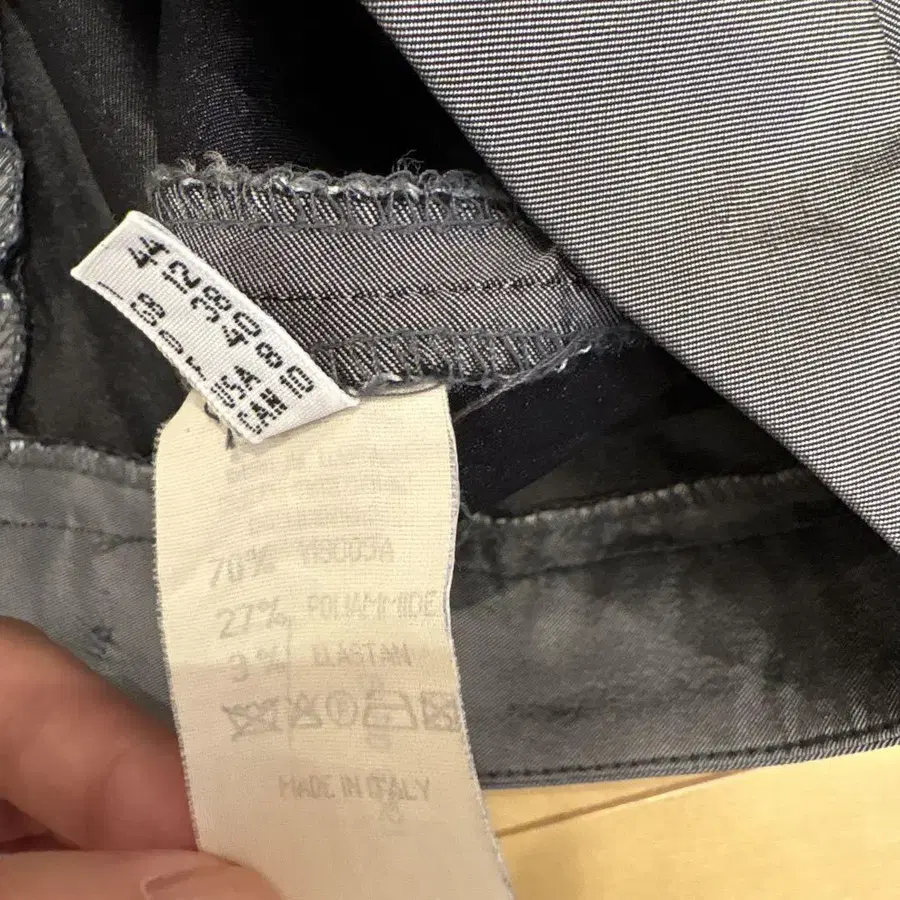 I 44
GB 12
D 38
F 40
USA 8
CAN 10
70% VISCOSA
27% POLIAMMIDE
3% ELASTAN
MADE IN ITALY